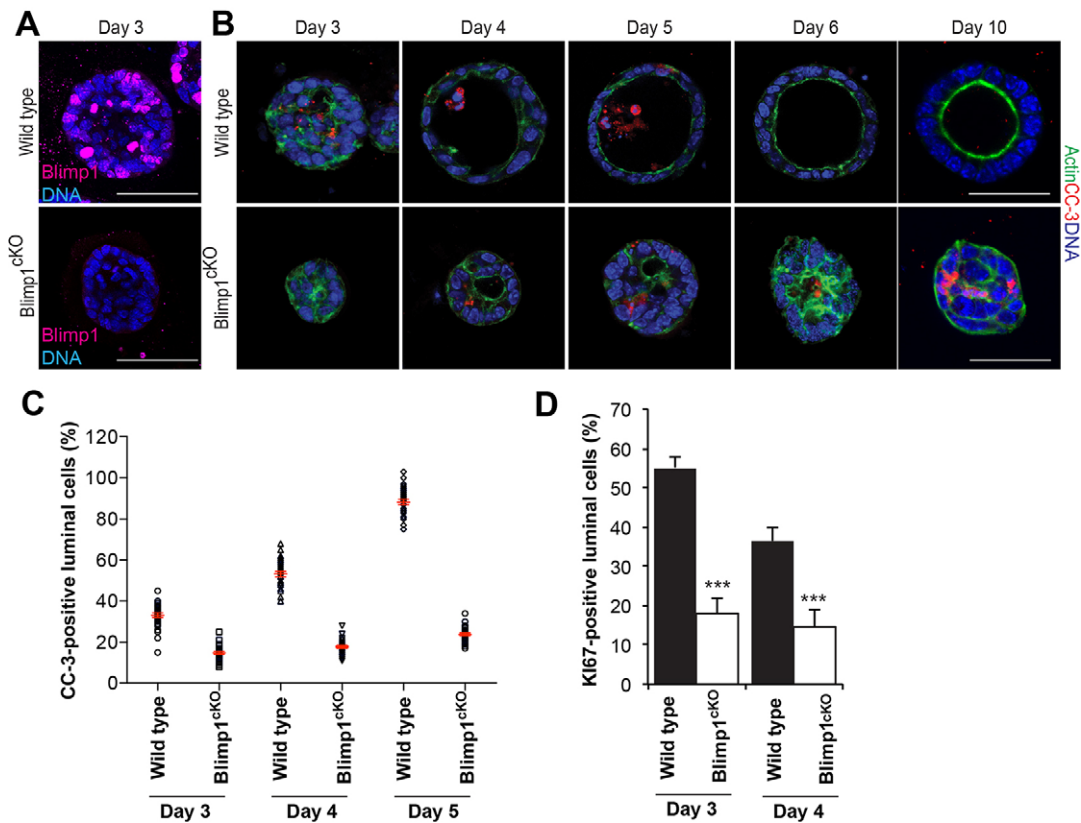 A
Day 3
Wild type
Blimp1
DNA
Blimp1cKO
Blimp1
DNA
B
Day 3
Day 4
Day 5
Day 6
Day 10
Wild type
Blimp1cKO
ActinCC-3DNA
C
CC-3-positive luminal cells (%)
120
100
80
60
40
20
0
Wild type
Blimp1cKO
Wild type
Blimp1cKO
Wild type
Blimp1cKO
Day 3
Day 4
Day 5
D
KI67-positive luminal cells (%)
70
60
50
40
30
20
10
0
***
***
Wild type
Blimp1cKO
Wild type
Blimp1cKO
Day 3
Day 4